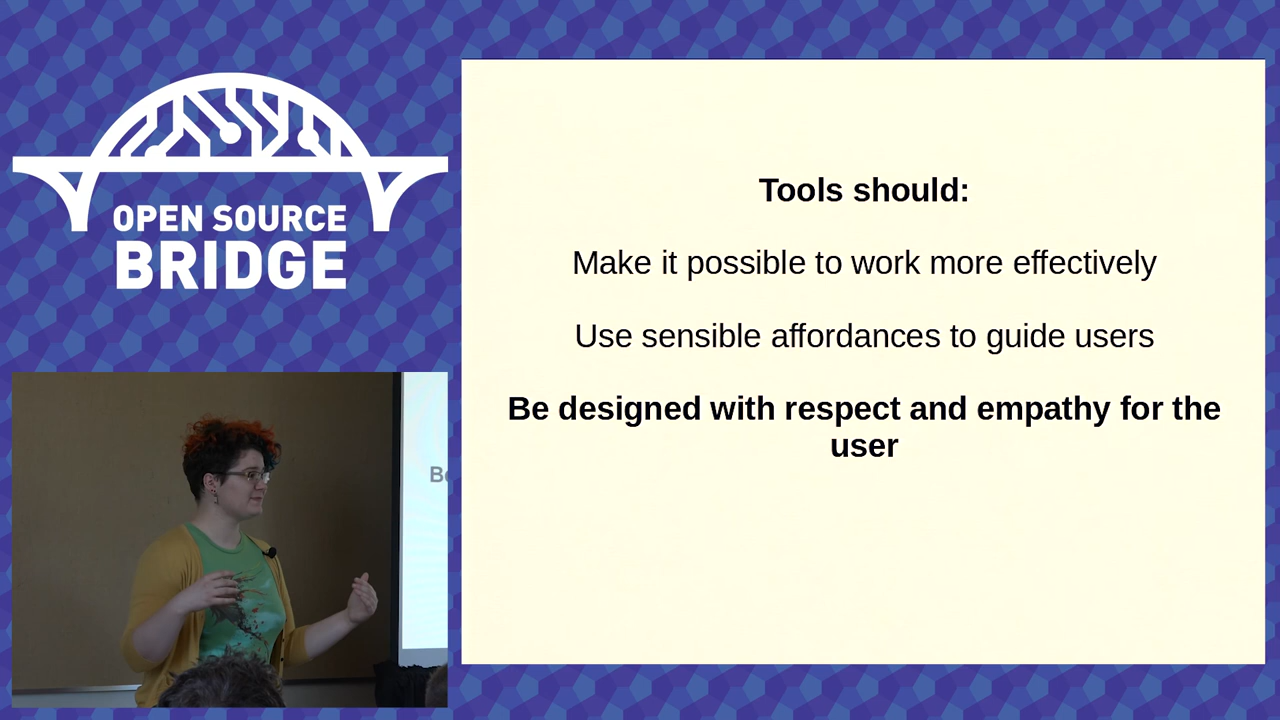 OPEN SOURCE
BRIDGE
Tools should:
Make it possible to work more effectively
Use sensible affordances to guide users
Be designed with respect and empathy for the
user
Be